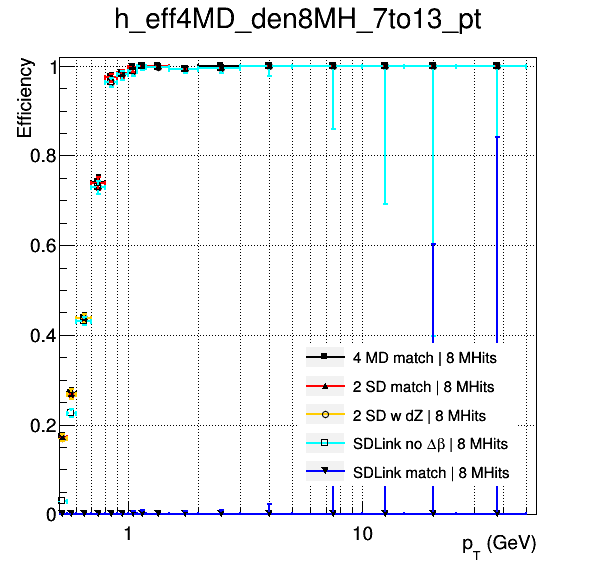 h_eff4MD_den8MH_7to13_pt
Efficiency
1
0.8
0.6
0.4
0.2
0
4 MD match | 8 MHits
2 SD match | 8 MHits
2 SD w dZ | 8 MHits
SDLink no Δβ | 8 MHits
SDLink match | 8 MHits
1 10
p_T (GeV)